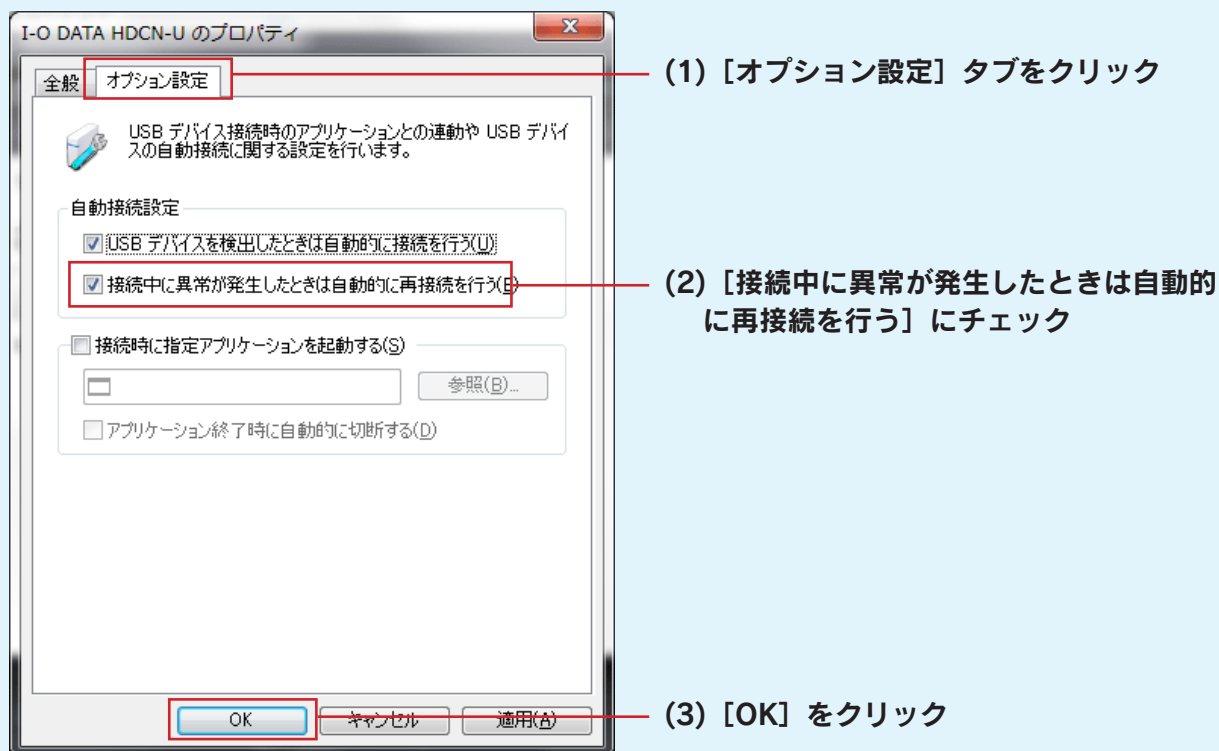 I-O DATA HDCN-U のプロパティ
全般
オプション設定
USB デバイス接続時のアプリケーションとの連動や USB デバイ
スの自動接続に関する設定を行います。
自動接続設定
USB デバイスを検出したときは自動的に接続を行う(U)
接続中に異常が発生したときは自動的に再接続を行う(E)
接続時に指定アプリケーションを起動する(S)
参照(B)...
アプリケーション終了時に自動的に切断する(D)
OK
キャンセル
適用(A)
(1)［オプション設定］タブをクリック
(2)［接続中に異常が発生したときは自動的
に再接続を行う］にチェック
(3)［OK］をクリック